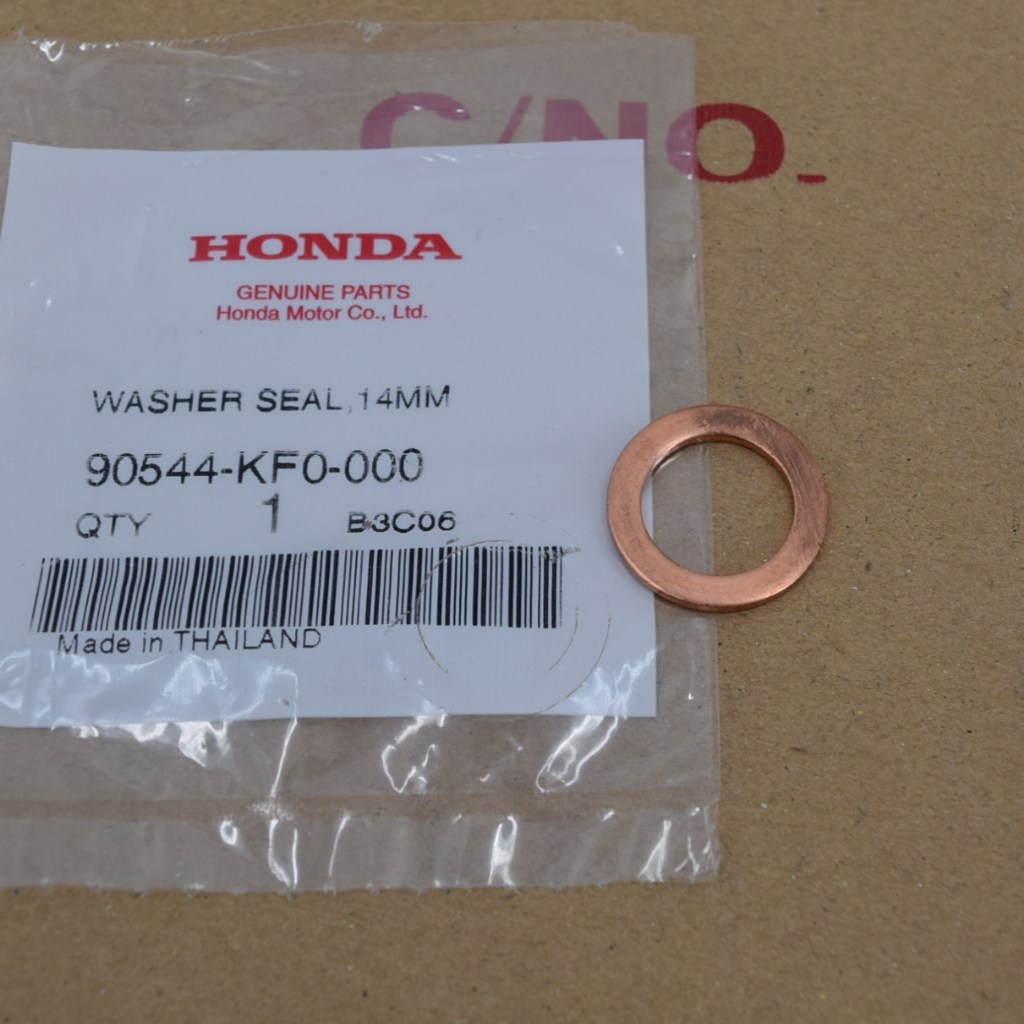 C/NO.
HONDA
GENUINE PARTS
Honda Motor Co., Ltd.
WASHER SEAL,14MM
90544-KF0-000
QTY 1 B3C06
Made in THAILAND